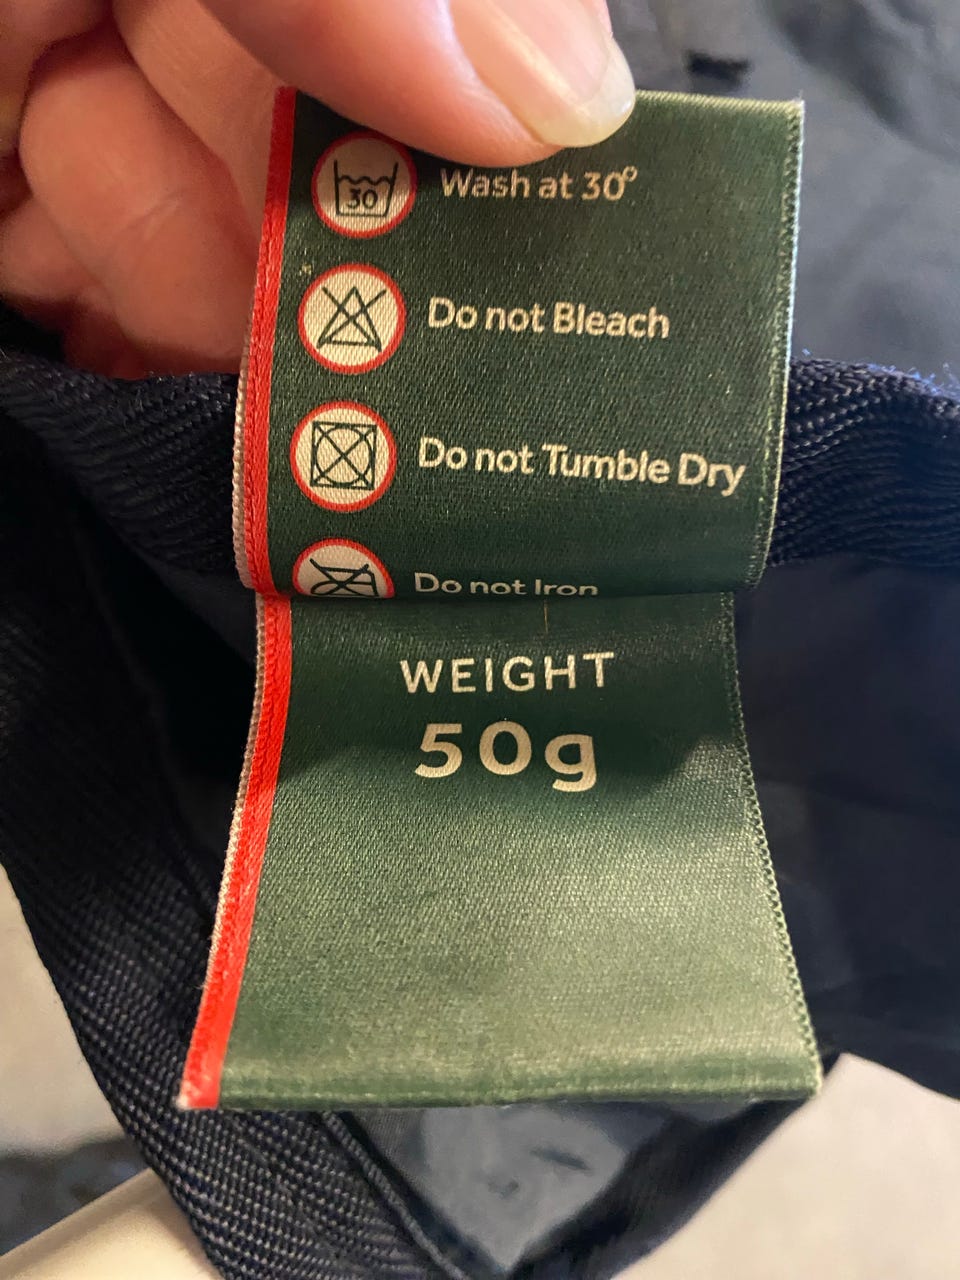 30
Wash at 30°
Do not Bleach
Do not Tumble Dry
Do not Iron
WEIGHT
50g